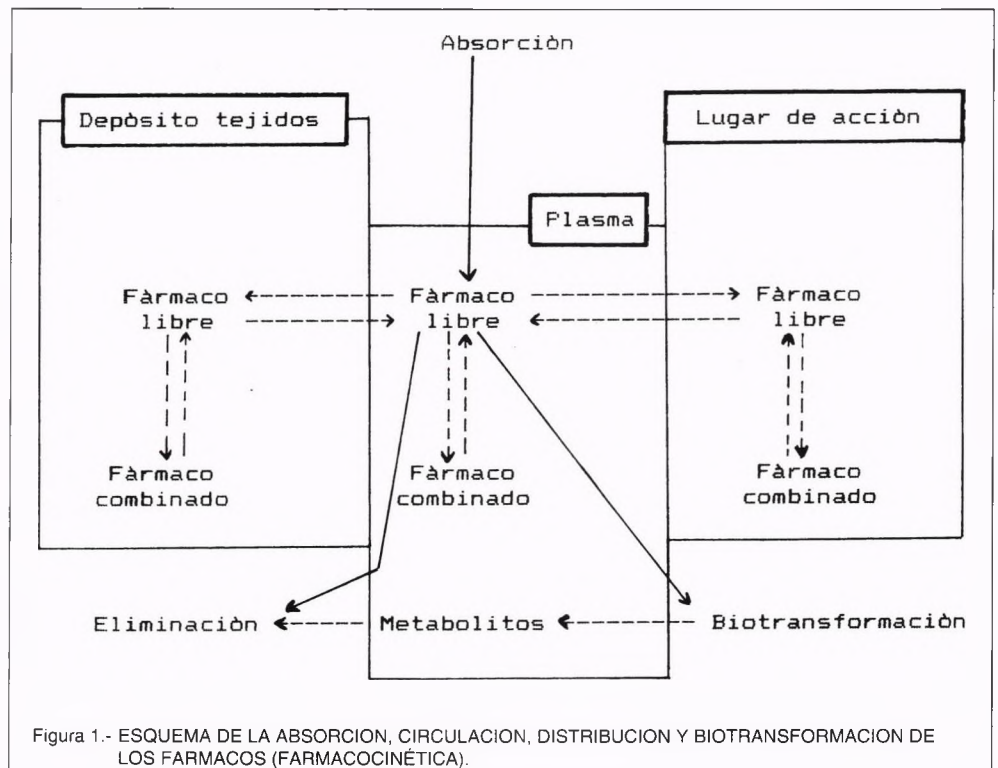 Absorciòn
Depòsito tejidos
Lugar de acciòn
Plasma
Fàrmaco
libre
Fàrmaco
libre
Fàrmaco
libre
Fàrmaco
combinado
Fàrmaco
combinado
Fàrmaco
combinado
Eliminaciòn
Metabolitos
Biotransformaciòn
Figura 1.- ESQUEMA DE LA ABSORCION, CIRCULACION, DISTRIBUCION Y BIOTRANSFORMACION DE
LOS FARMACOS (FARMACOCINÉTICA).